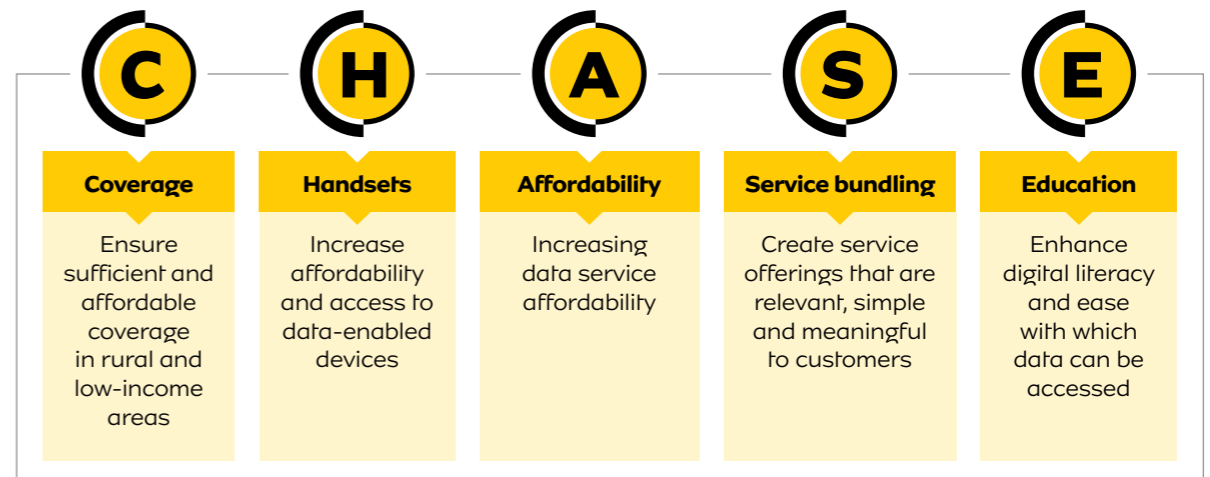 C
H
A
S
E
Coverage
Ensure
sufficient and
affordable
coverage
in rural and
low-income
areas
Handsets
Increase
affordability
and access to
data-enabled
devices
Affordability
Increasing
data service
affordability
Service bundling
Create service
offerings that are
relevant, simple
and meaningful
to customers
Education
Enhance
digital literacy
and ease
with which
data can be
accessed